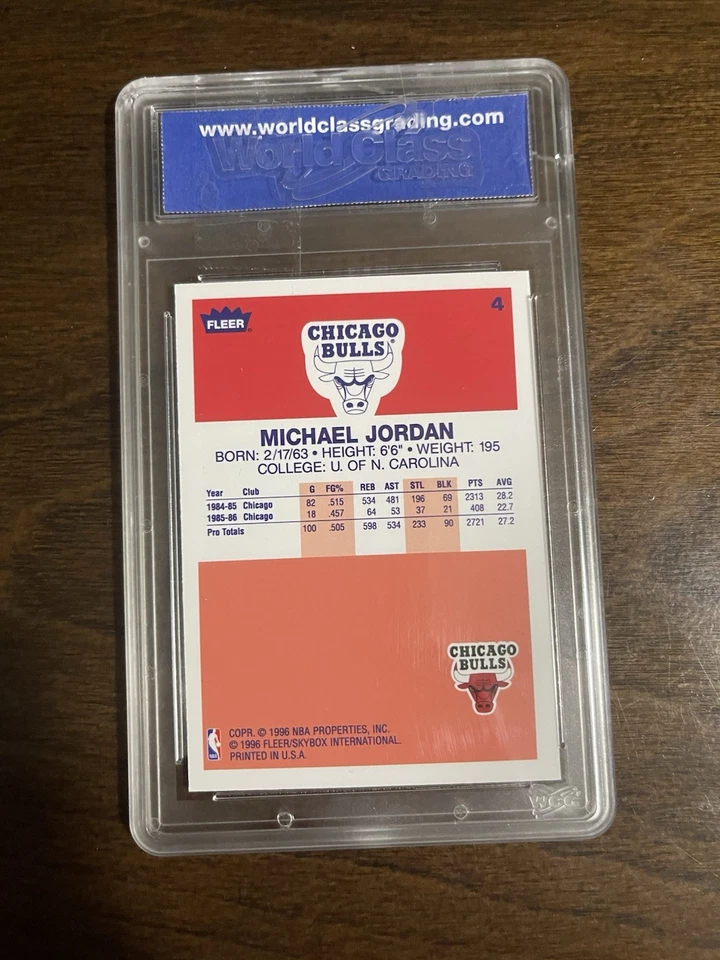 www.worldclassgrading.com
World Class
GRADING
FLEER
4
CHICAGO
BULLS
MICHAEL JORDAN
BORN: 2/17/63 • HEIGHT: 6'6" • WEIGHT: 195
COLLEGE: U. OF N. CAROLINA
Year Club G FG% REB AST STL BLK PTS AVG
1984-85 Chicago 82 .515 534 481 196 69 2313 28.2
1985-86 Chicago 18 .457 64 53 37 21 408 22.7
Pro Totals 100 .505 598 534 233 90 2721 27.2
CHICAGO
BULLS
COPR. © 1996 NBA PROPERTIES, INC.
© 1996 FLEER/SKYBOX INTERNATIONAL.
PRINTED IN U.S.A.
NBA
WCG